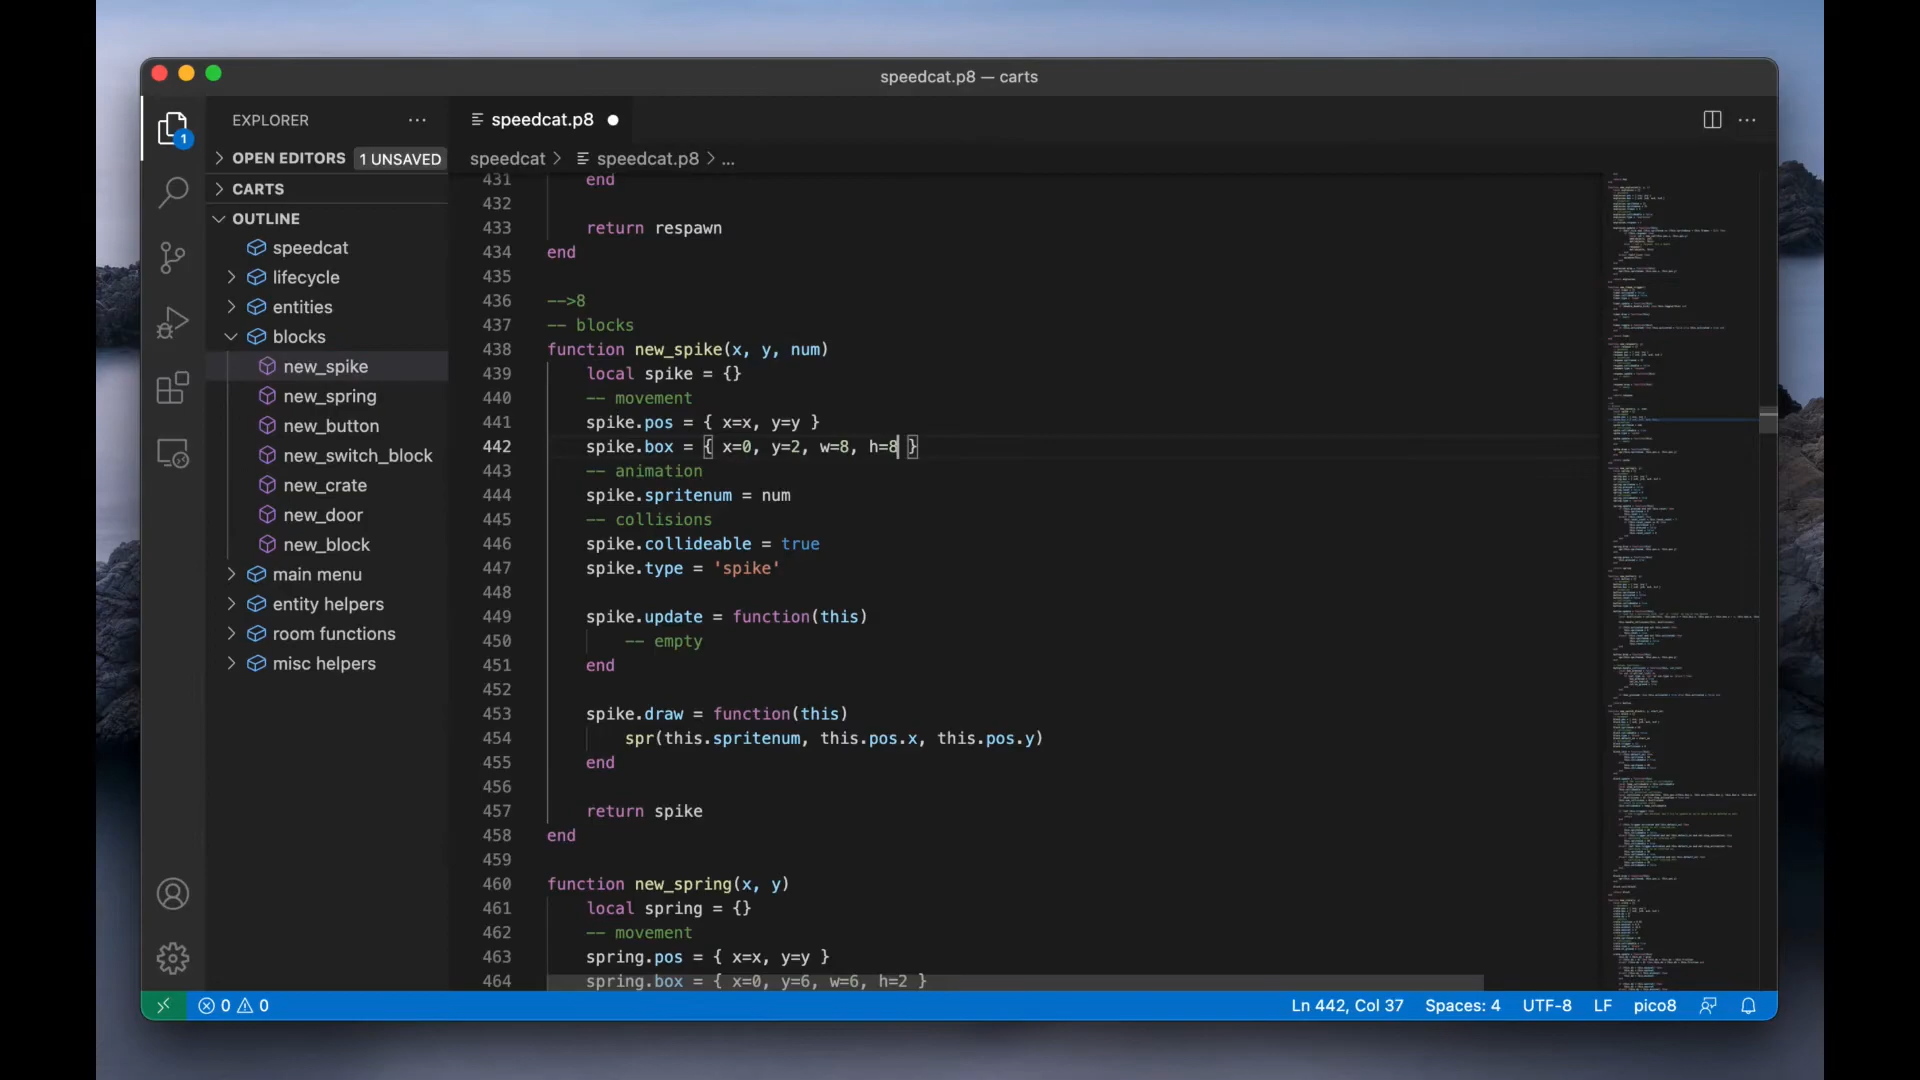 speedcat.p8 — carts
EXPLORER
speedcat.p8
1
OPEN EDITORS 1 UNSAVED
speedcat > speedcat.p8 > ...
CARTS
OUTLINE
speedcat
lifecycle
entities
blocks
new_spike
new_spring
new_button
new_switch_block
new_crate
new_door
new_block
main menu
entity helpers
room functions
misc helpers
431 end
432
433 return respawn
434 end
435
436 -->8
437 -- blocks
438 function new_spike(x, y, num)
439 local spike = {}
440 -- movement
441 spike.pos = { x=x, y=y }
442 spike.box = { x=0, y=2, w=8, h=8 }
443 -- animation
444 spike.spritenum = num
445 -- collisions
446 spike.collideable = true
447 spike.type = 'spike'
448
449 spike.update = function(this)
450 -- empty
451 end
452
453 spike.draw = function(this)
454 spr(this.spritenum, this.pos.x, this.pos.y)
455 end
456
457 return spike
458 end
459
460 function new_spring(x, y)
461 local spring = {}
462 -- movement
463 spring.pos = { x=x, y=y }
464 spring.box = { x=0, y=6, w=6, h=2 }
0 0
Ln 442, Col 37 Spaces: 4 UTF-8 LF pico8